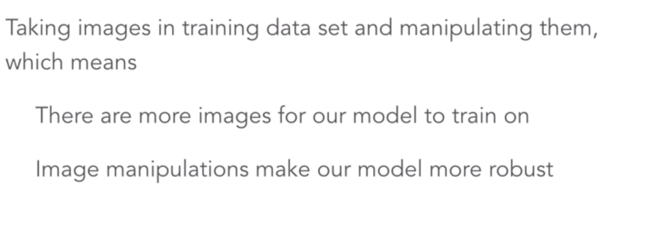 Taking images in training data set and manipulating them,
which means
There are more images for our model to train on
Image manipulations make our model more robust